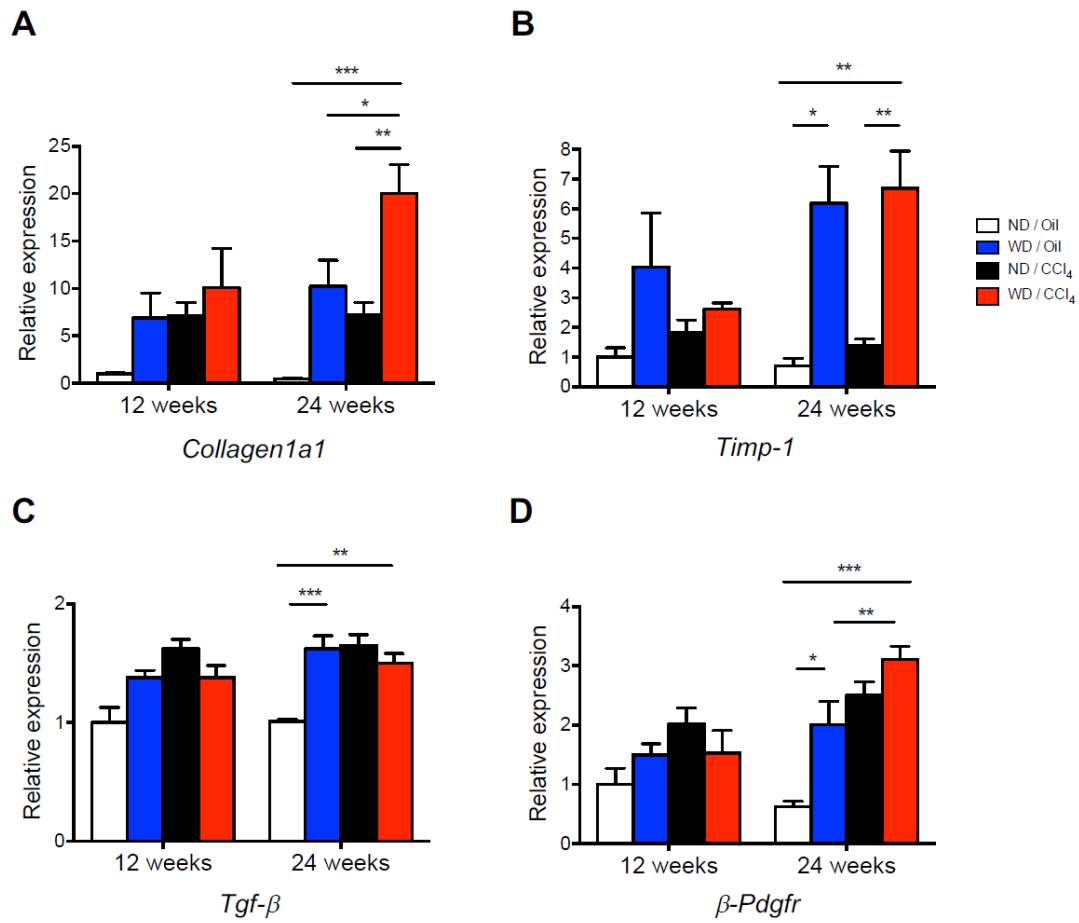 A
***
*
**
Relative expression
25
20
15
10
5
0
12 weeks
24 weeks
Collagen1a1
B
**
*
**
Relative expression
8
7
6
5
4
3
2
1
0
12 weeks
24 weeks
Timp-1
ND / Oil
WD / Oil
ND / CCl₄
WD / CCl₄
C
**
***
Relative expression
2
1
0
12 weeks
24 weeks
Tgf-β
D
***
**
*
Relative expression
4
3
2
1
0
12 weeks
24 weeks
β-Pdgfr